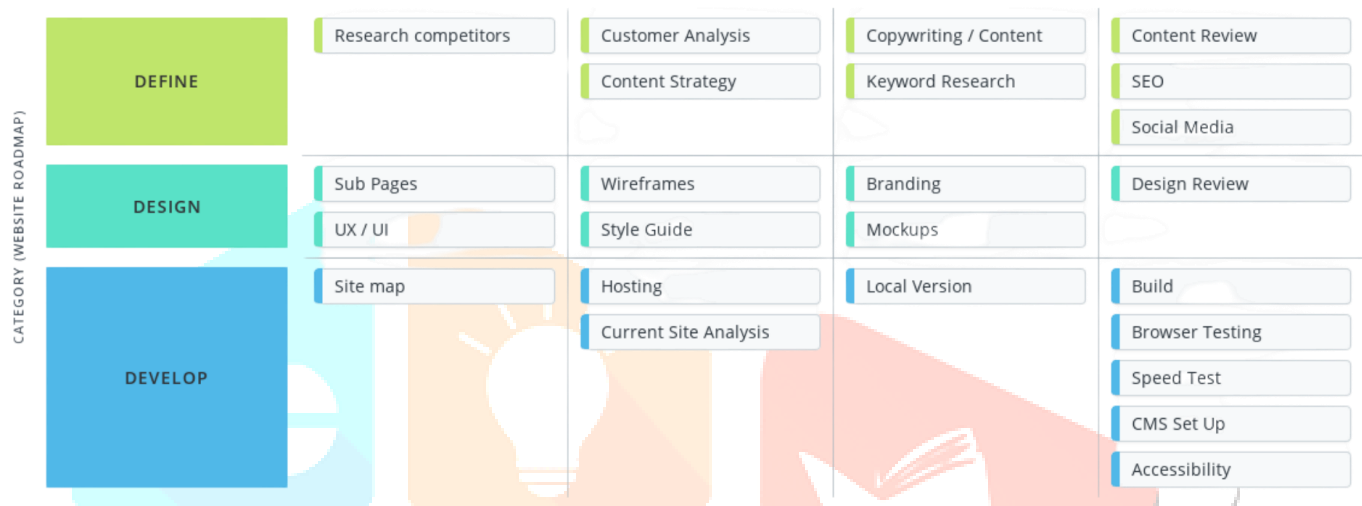 CATEGORY (WEBSITE ROADMAP)
DEFINE
Research competitors
Customer Analysis
Content Strategy
Copywriting / Content
Keyword Research
Content Review
SEO
Social Media
DESIGN
Sub Pages
UX / UI
Wireframes
Style Guide
Branding
Mockups
Design Review
DEVELOP
Site map
Hosting
Current Site Analysis
Local Version
Build
Browser Testing
Speed Test
CMS Set Up
Accessibility